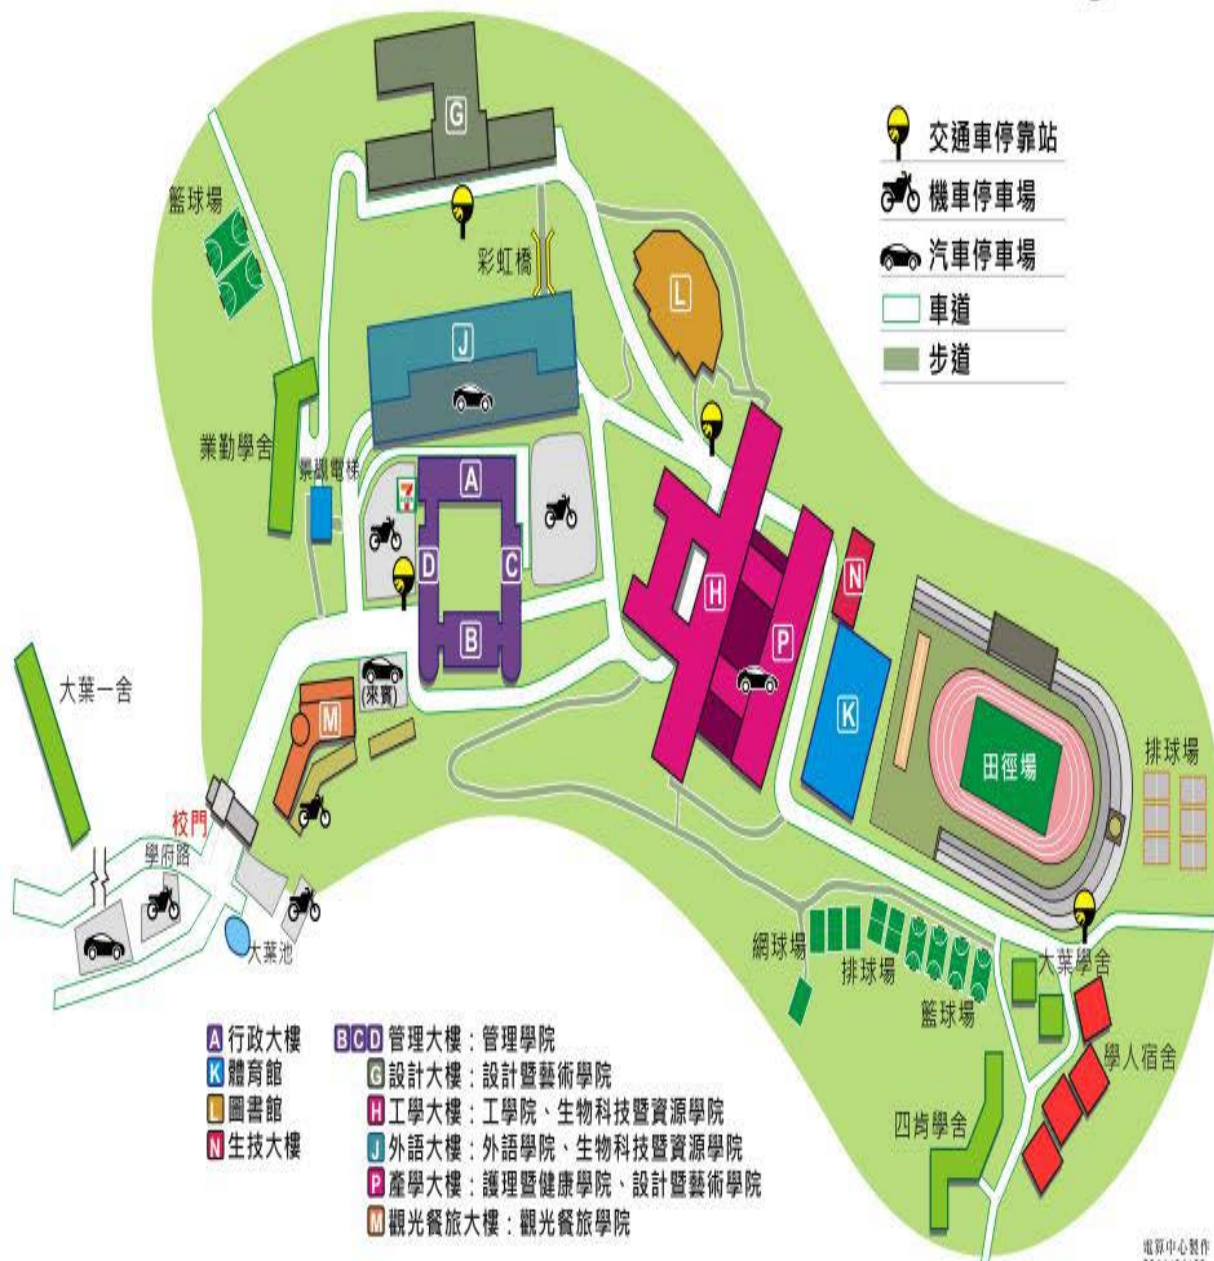 G
交通車停靠站
機車停車場
汽車停車場
車道
步道
籃球場
彩虹橋
L
J
業勤學舍
景觀電梯
7
A
D
C
B
H
N
P
K
田徑場
排球場
大葉一舍
(來賓)
M
校門
學府路
大葉池
網球場
排球場
籃球場
大葉學舍
學人宿舍
四肯學舍
A 行政大樓
K 體育館
L 圖書館
N 生技大樓
B C D 管理大樓：管理學院
G 設計大樓：設計暨藝術學院
H 工學大樓：工學院、生物科技暨資源學院
J 外語大樓：外語學院、生物科技暨資源學院
P 產學大樓：護理暨健康學院、設計暨藝術學院
M 觀光餐旅大樓：觀光餐旅學院
電算中心製作